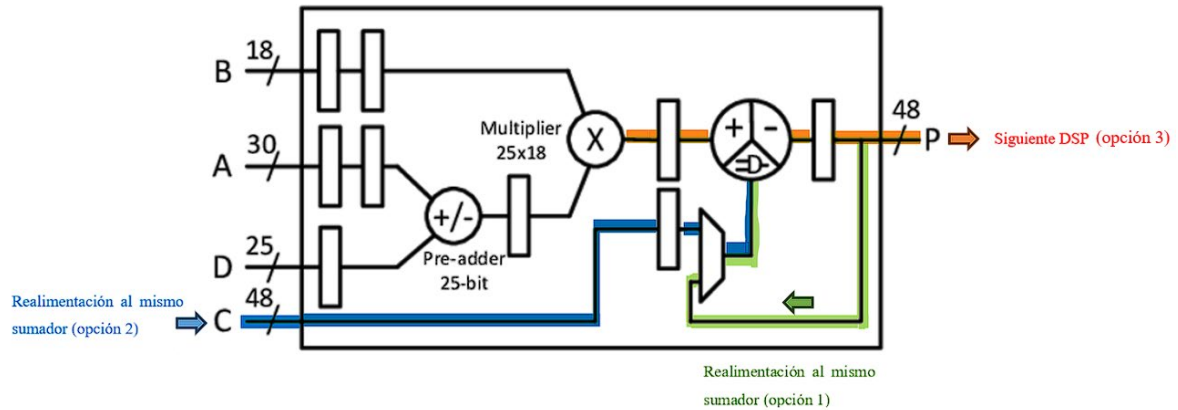 B
18
A
30
D
25
C
48
Multiplier
25x18
X
+/-
Pre-adder
25-bit
+
-
48
P
Siguiente DSP (opción 3)
Realimentación al mismo
sumador (opción 2)
Realimentación al mismo
sumador (opción 1)